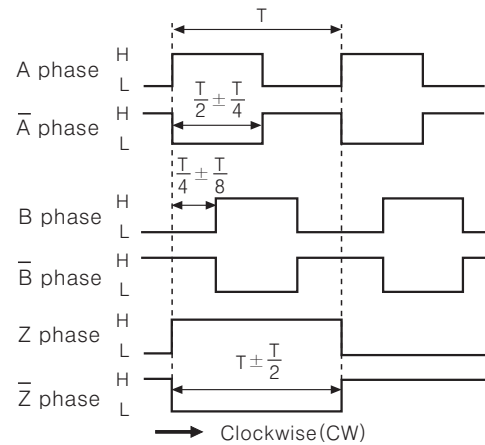 T
A phase H
L
A̅ phase H
L
T/2 ± T/4
T/4 ± T/8
B phase H
L
B̅ phase H
L
Z phase H
L
T ± T/2
Z̅ phase H
L
Clockwise(CW)